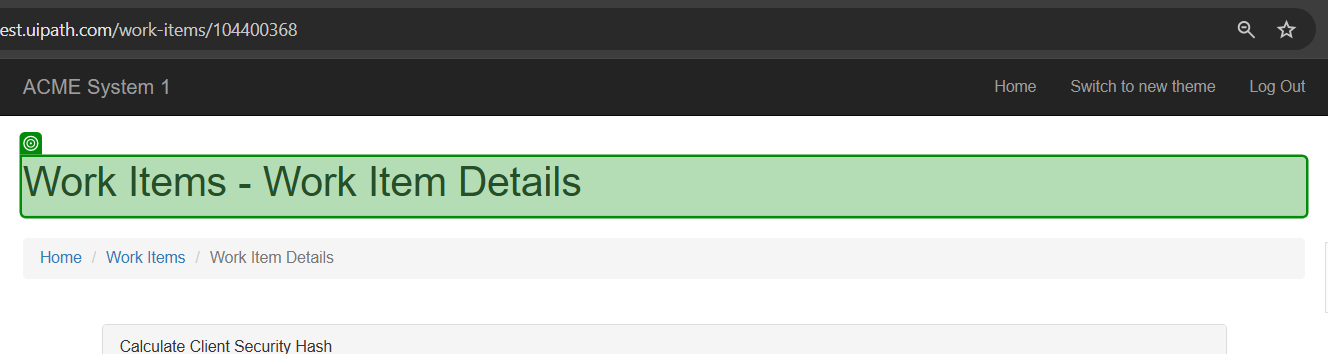 est.uipath.com/work-items/104400368
ACME System 1 Home Switch to new theme Log Out
Work Items - Work Item Details
Home / Work Items / Work Item Details
Calculate Client Security Hash